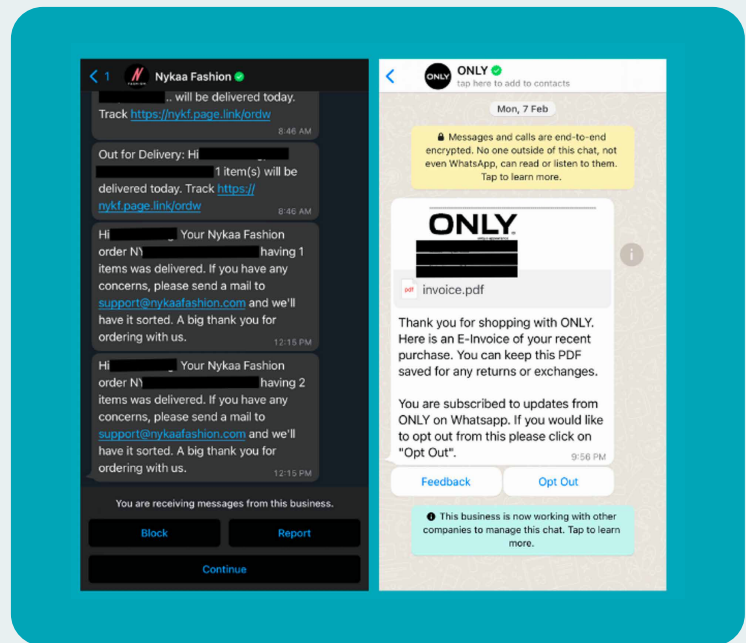 1
FASHION
Nykaa Fashion
.. will be delivered today.
Track https://nykf.page.link/ordw
8:46 AM
Out for Delivery: Hi
1 item(s) will be
delivered today. Track https://
nykf.page.link/ordw
8:46 AM
Hi Your Nykaa Fashion
order NY having 1
items was delivered. If you have any
concerns, please send a mail to
support@nykaafashion.com and we'll
have it sorted. A big thank you for
ordering with us.
12:15 PM
Hi Your Nykaa Fashion
order NY having 2
items was delivered. If you have any
concerns, please send a mail to
support@nykaafashion.com and we'll
have it sorted. A big thank you for
ordering with us.
12:15 PM
You are receiving messages from this business.
Block
Report
Continue
ONLY
ONLY
tap here to add to contacts
Mon, 7 Feb
Messages and calls are end-to-end
encrypted. No one outside of this chat, not
even WhatsApp, can read or listen to them.
Tap to learn more.
ONLY
pdf
invoice.pdf
Thank you for shopping with ONLY.
Here is an E-Invoice of your recent
purchase. You can keep this PDF
saved for any returns or exchanges.
You are subscribed to updates from
ONLY on Whatsapp. If you would like
to opt out from this please click on
"Opt Out".
9:56 PM
Feedback
Opt Out
This business is now working with other
companies to manage this chat. Tap to learn
more.